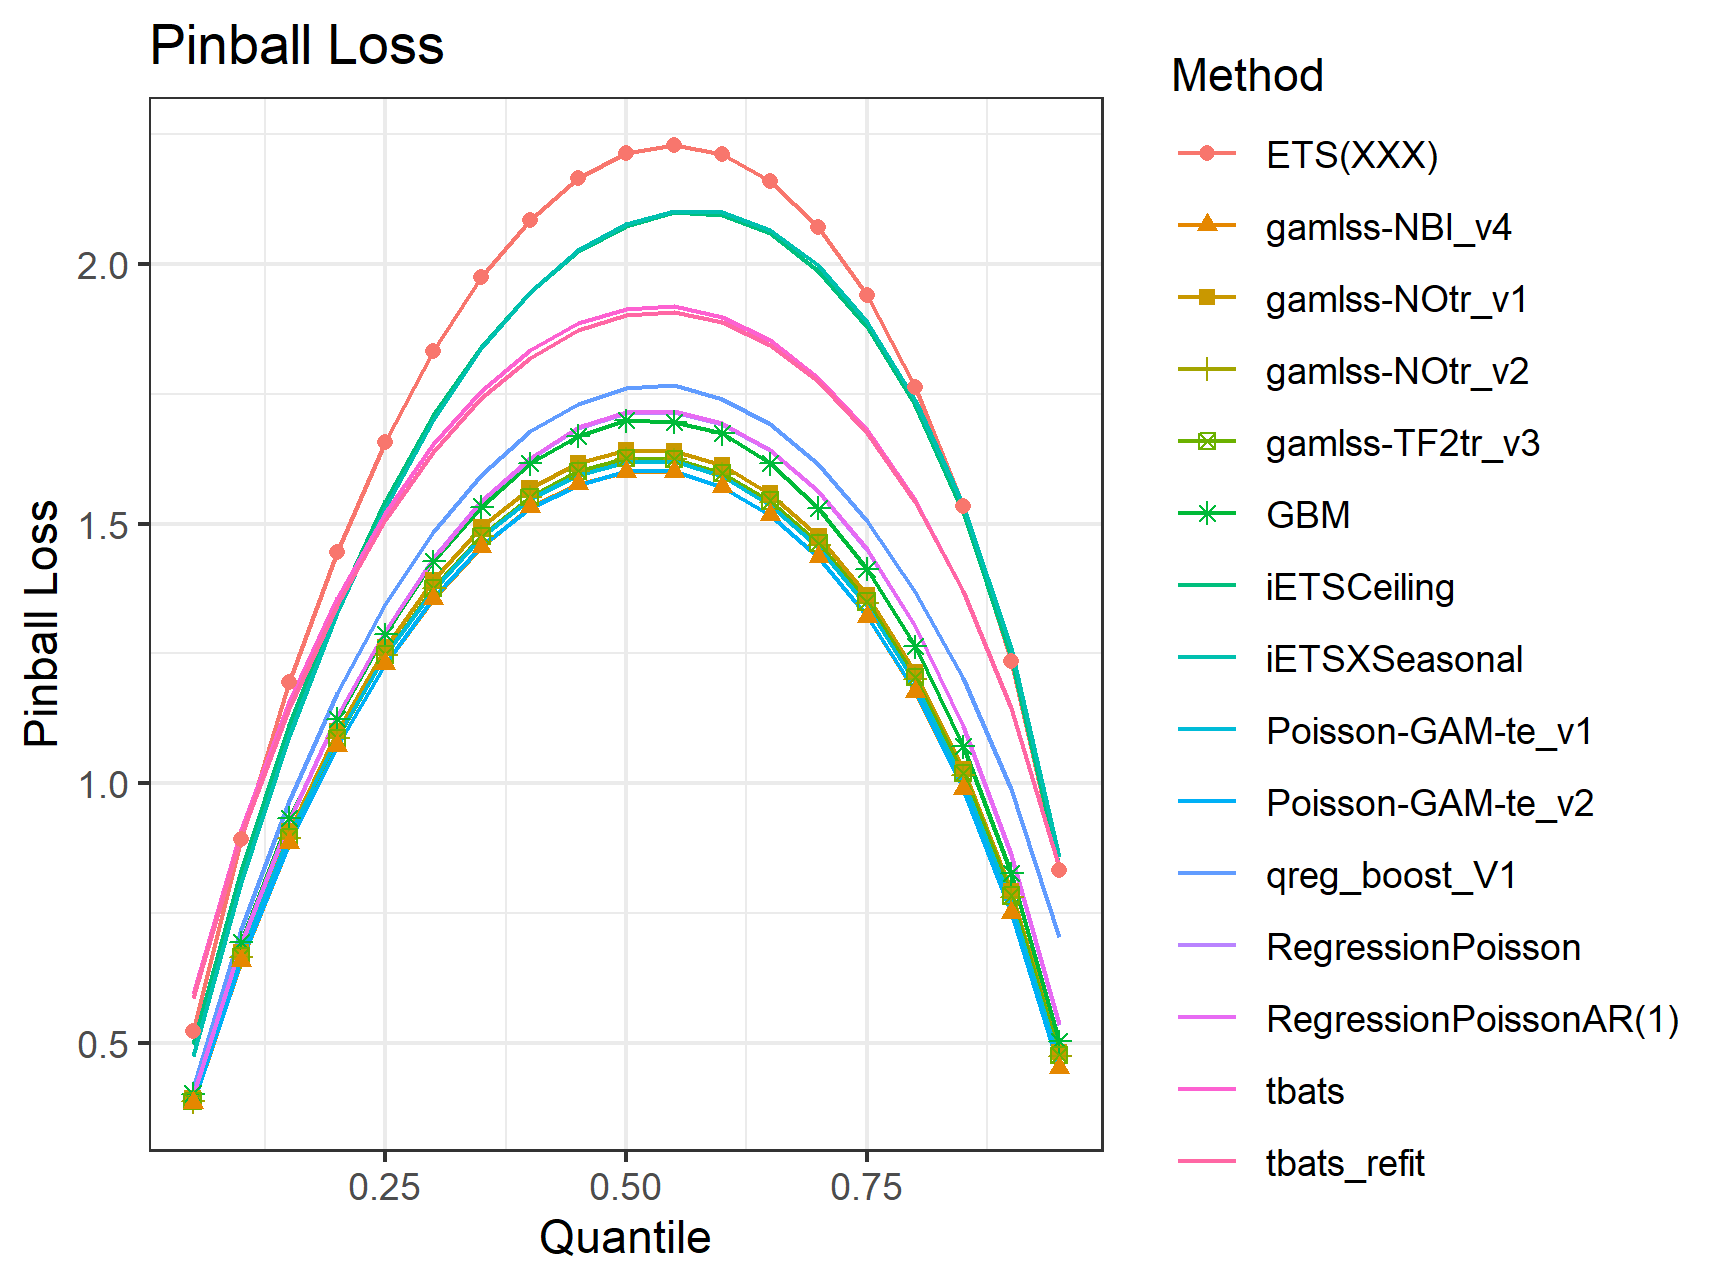 Pinball Loss
Method
ETS(XXX)
gamlss-NBI_v4
gamlss-NOtr_v1
gamlss-NOtr_v2
gamlss-TF2tr_v3
GBM
iETSCeiling
iETSXSeasonal
Poisson-GAM-te_v1
Poisson-GAM-te_v2
qreg_boost_V1
RegressionPoisson
RegressionPoissonAR(1)
tbats
tbats_refit
Pinball Loss
2.0
1.5
1.0
0.5
0.25 0.50 0.75
Quantile